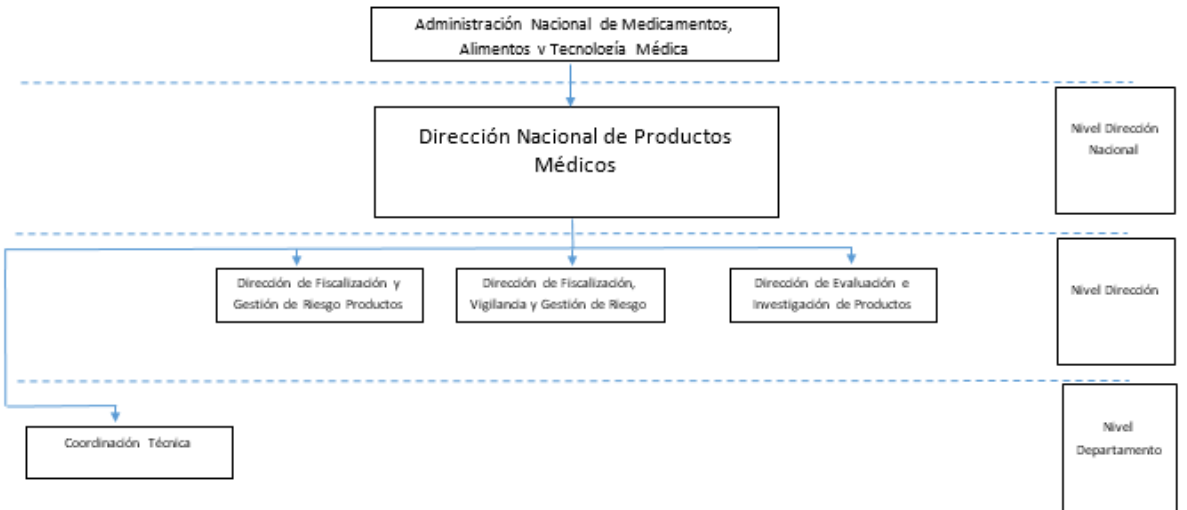 Administración Nacional de Medicamentos,
Alimentos y Tecnología Médica
Dirección Nacional de Productos
Médicos
Nivel Dirección
Nacional
Dirección de Fiscalización y
Gestión de Riesgo Productos
Dirección de Fiscalización,
Vigilancia y Gestión de Riesgo
Dirección de Evaluación e
Investigación de Productos
Nivel Dirección
Coordinación Técnica
Nivel
Departamento